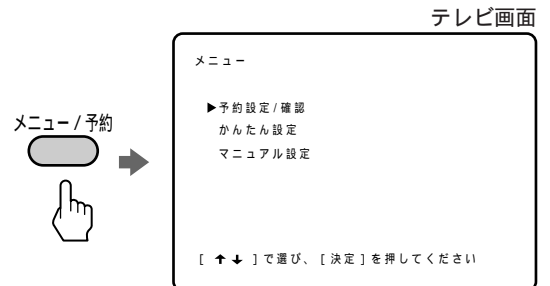 テレビ画面
メニュー
▶予約設定/確認
かんたん設定
マニュアル設定
[ ↑↓ ]で選び、[決定]を押してください
メニュー / 予約